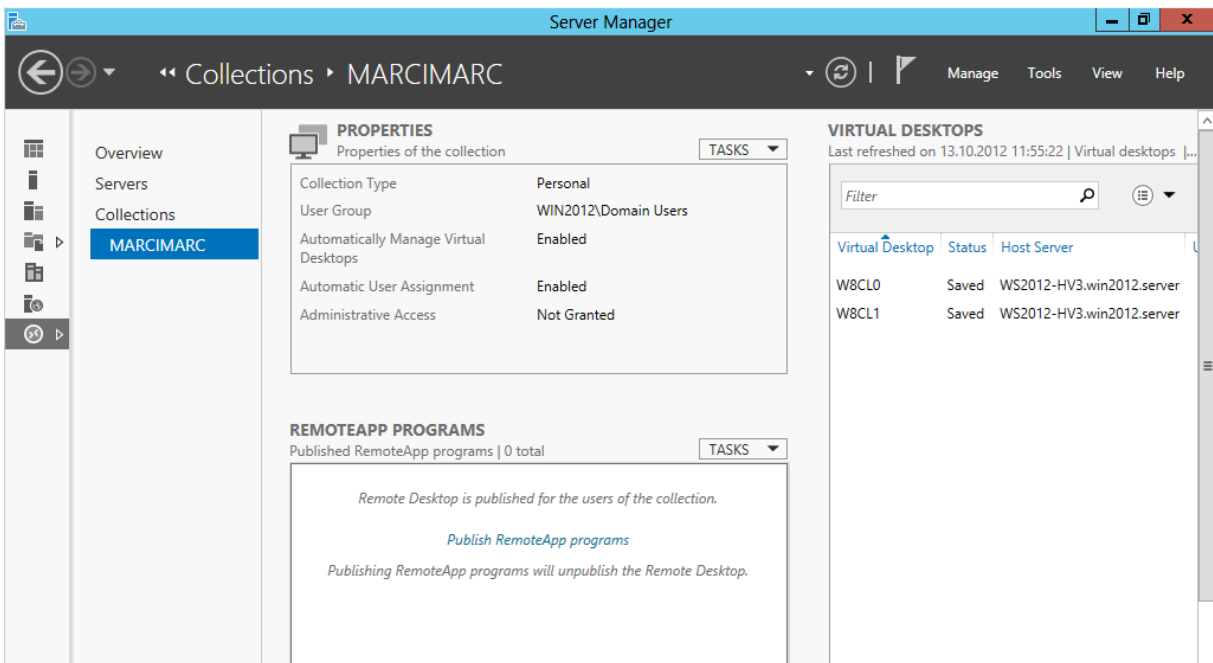 Server Manager
Collections MARCIMARC
Manage Tools View Help
Overview
Servers
Collections
MARCIMARC
PROPERTIES
Properties of the collection
TASKS
Collection Type Personal
User Group WIN2012\Domain Users
Automatically Manage Virtual Enabled
Desktops
Automatic User Assignment Enabled
Administrative Access Not Granted
REMOTEAPP PROGRAMS
Published RemoteApp programs | 0 total
TASKS
Remote Desktop is published for the users of the collection.
Publish RemoteApp programs
Publishing RemoteApp programs will unpublish the Remote Desktop.
VIRTUAL DESKTOPS
Last refreshed on 13.10.2012 11:55:22 | Virtual desktops |...
Filter
Virtual Desktop Status Host Server
W8CL0 Saved WS2012-HV3.win2012.server
W8CL1 Saved WS2012-HV3.win2012.server